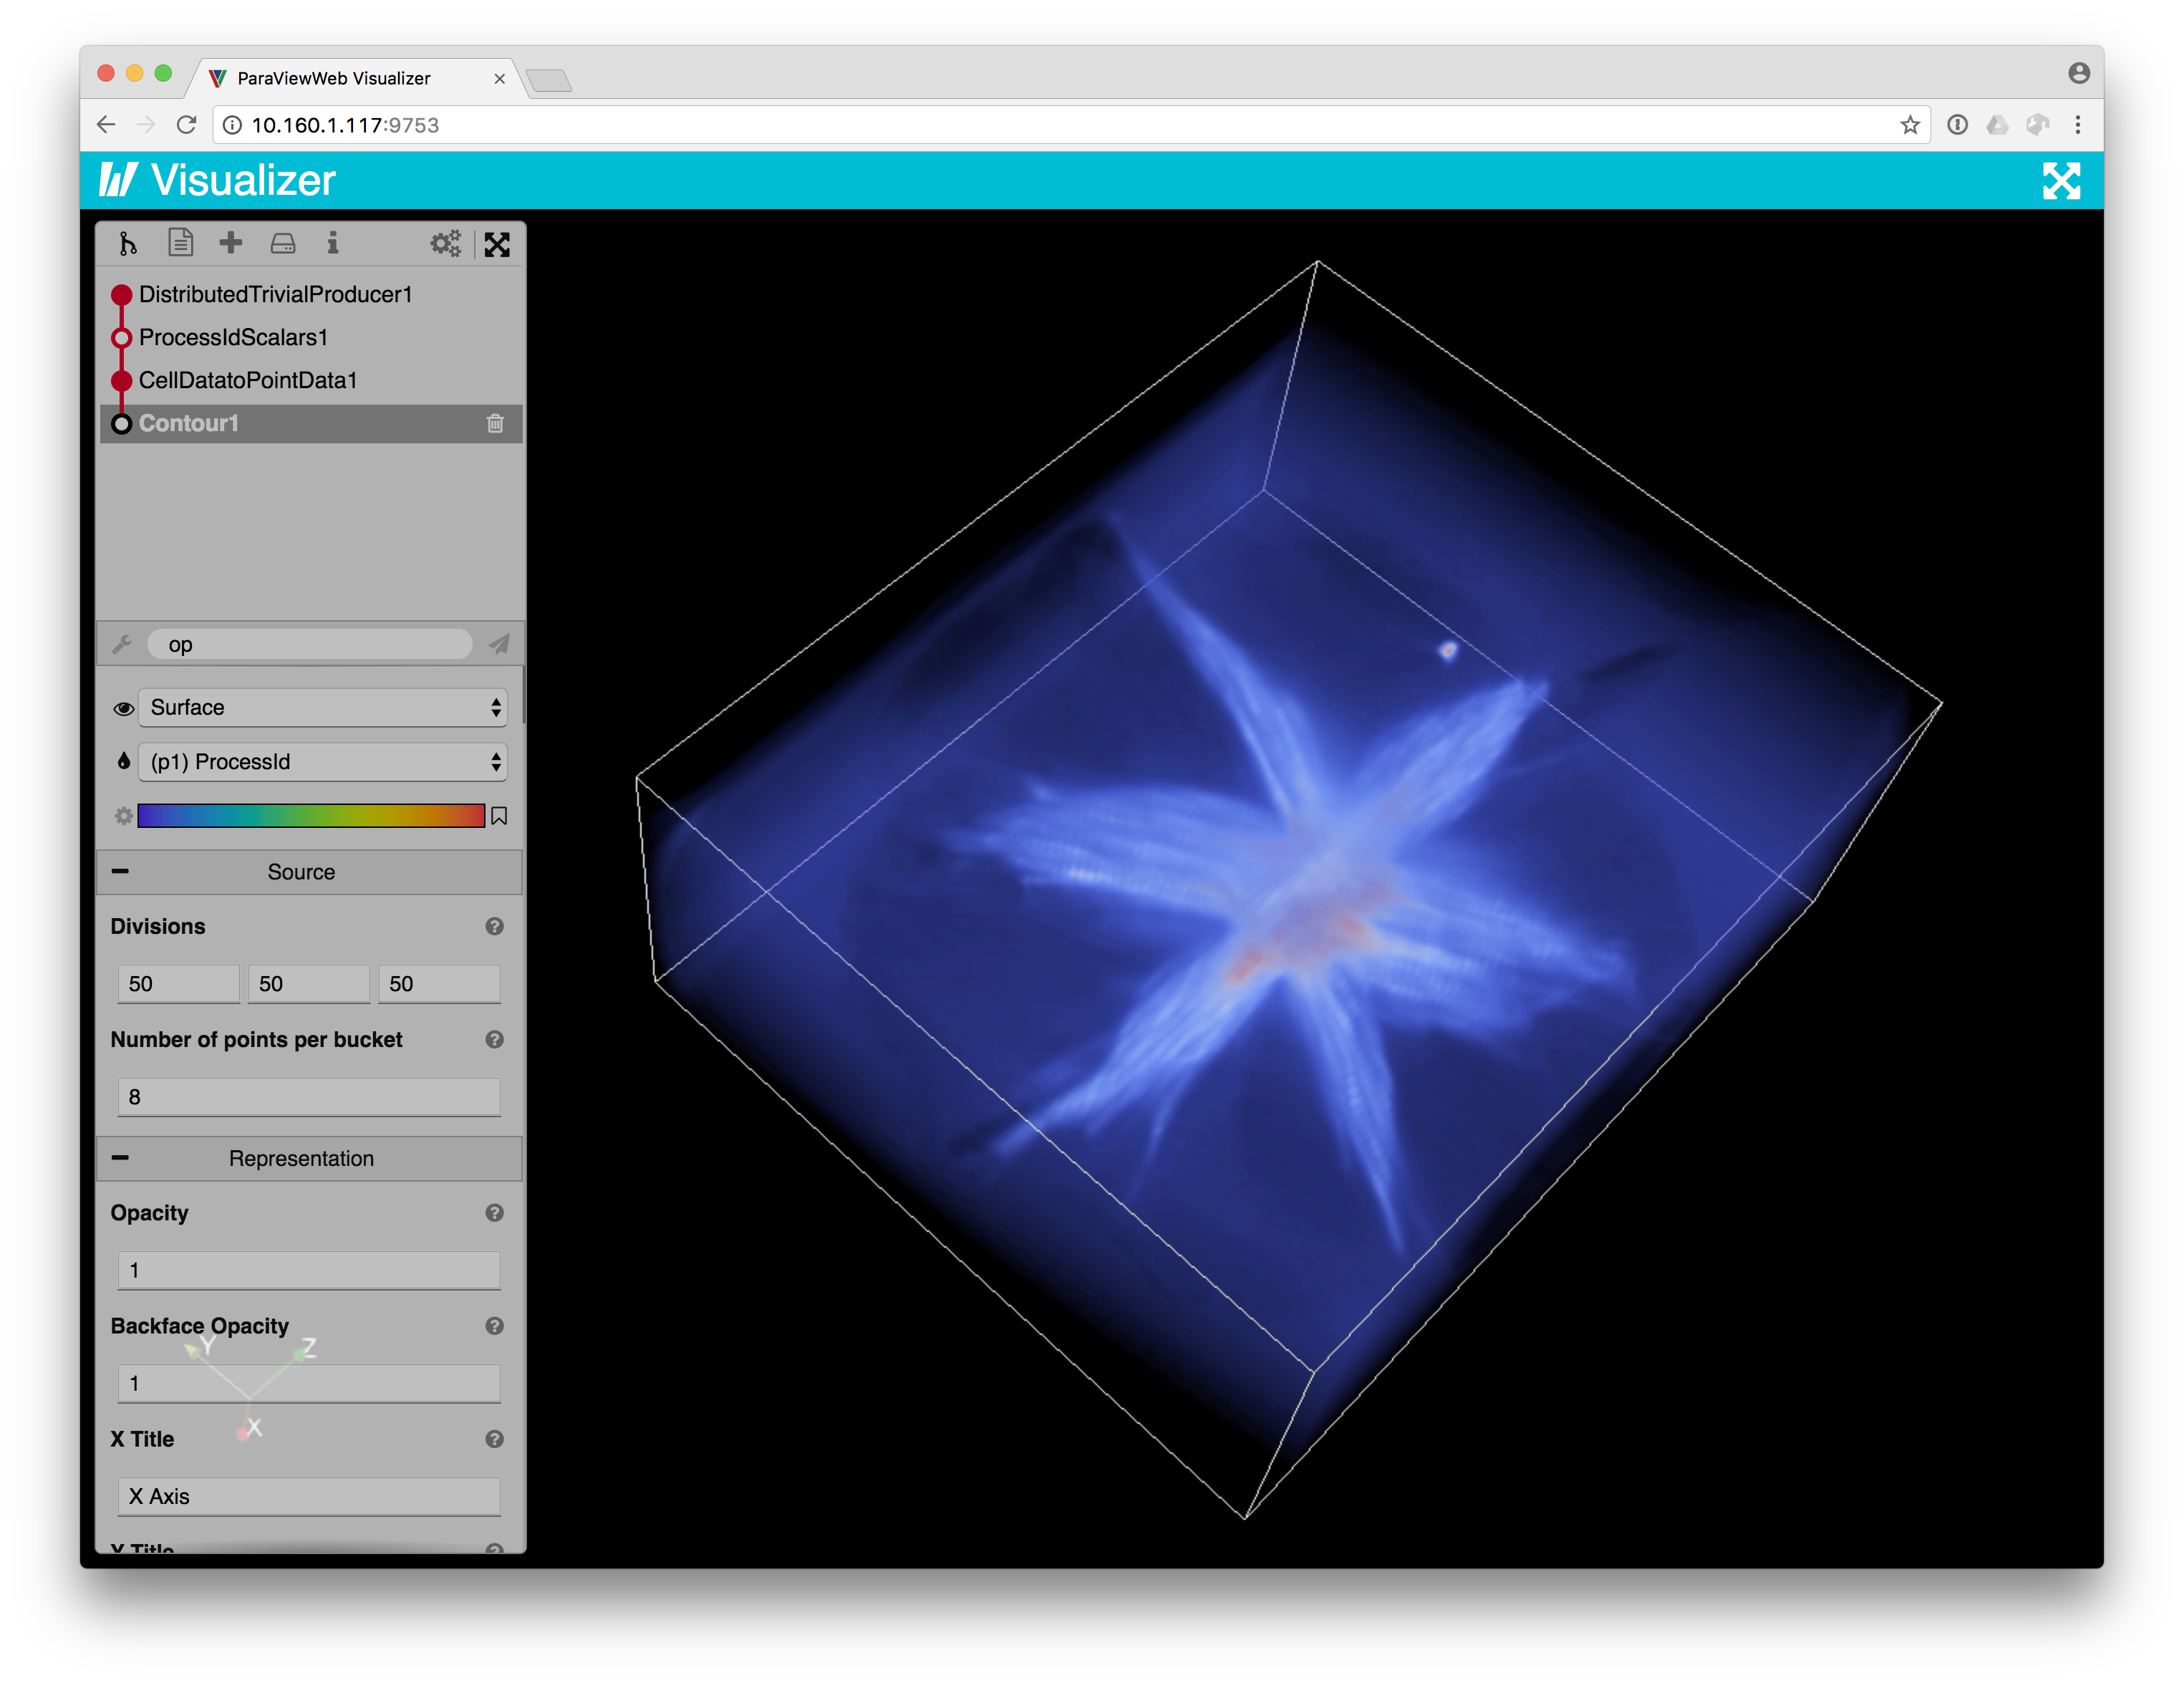 ParaViewWeb Visualizer
10.160.1.117:9753
Visualizer
DistributedTrivialProducer1
ProcessIdScalars1
CellDatatoPointData1
Contour1
op
Surface
(p1) ProcessId
Source
Divisions
50 50 50
Number of points per bucket
8
Representation
Opacity
1
Backface Opacity
Y Z
1
X
X Title
X Axis
Y Title